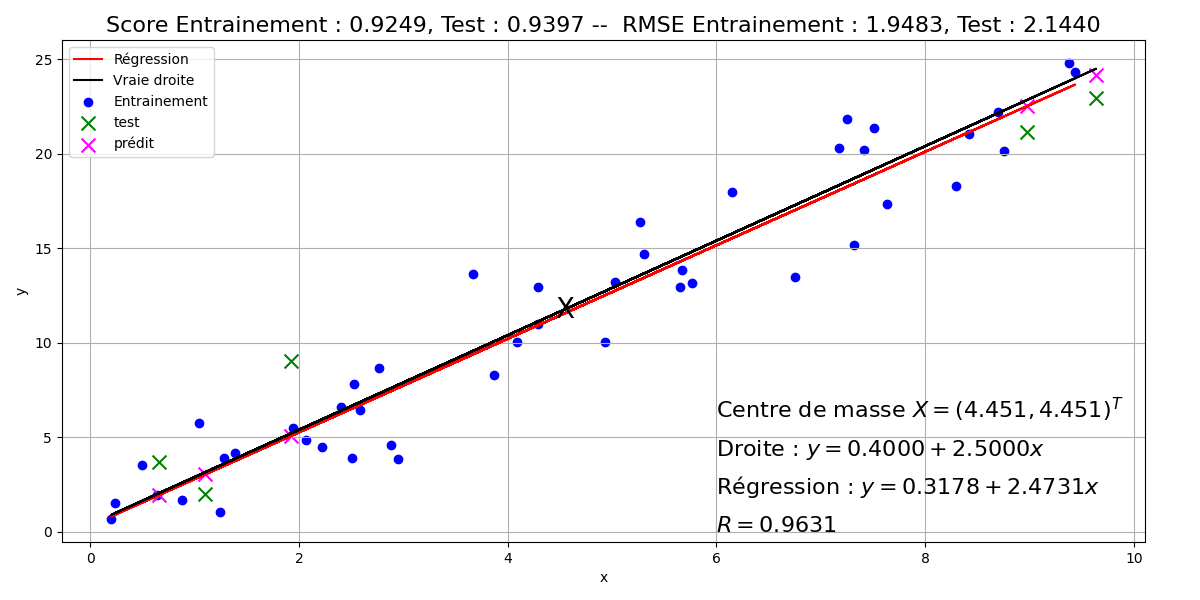 Score Entrainement : 0.9249, Test : 0.9397 --  RMSE Entrainement : 1.9483, Test : 2.1440
Régression
Vraie droite
Entrainement
test
prédit
25
20
15
10
5
0
y
X
Centre de masse X = (4.451, 4.451)^T
Droite : y = 0.4000 + 2.5000x
Régression : y = 0.3178 + 2.4731x
R = 0.9631
0 2 4 6 8 10
x